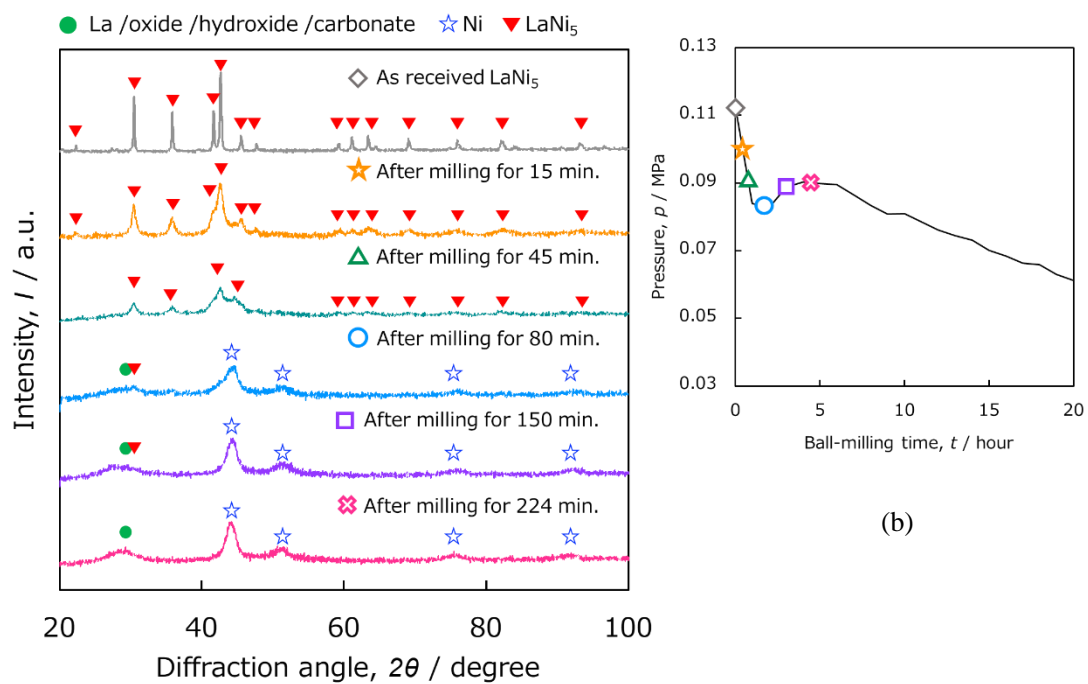 La /oxide /hydroxide /carbonate Ni LaNi₅
As received LaNi₅
After milling for 15 min.
After milling for 45 min.
After milling for 80 min.
After milling for 150 min.
After milling for 224 min.
Intensity, I / a.u.
20 40 60 80 100
Diffraction angle, 2θ / degree
0.13
0.11
0.09
0.07
0.05
0.03
Pressure, p / MPa
0 5 10 15 20
Ball-milling time, t / hour
(b)